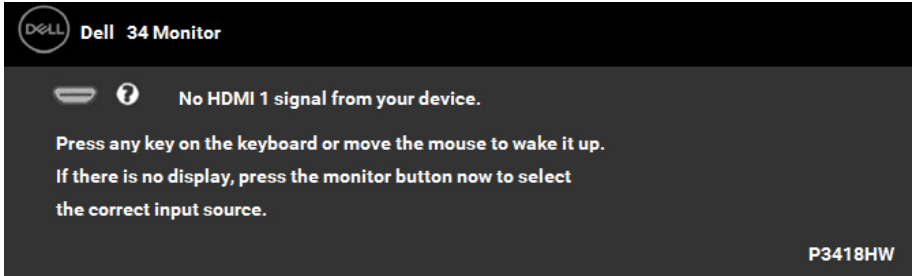 DELL Dell 34 Monitor
? No HDMI 1 signal from your device.
Press any key on the keyboard or move the mouse to wake it up.
If there is no display, press the monitor button now to select
the correct input source.
P3418HW